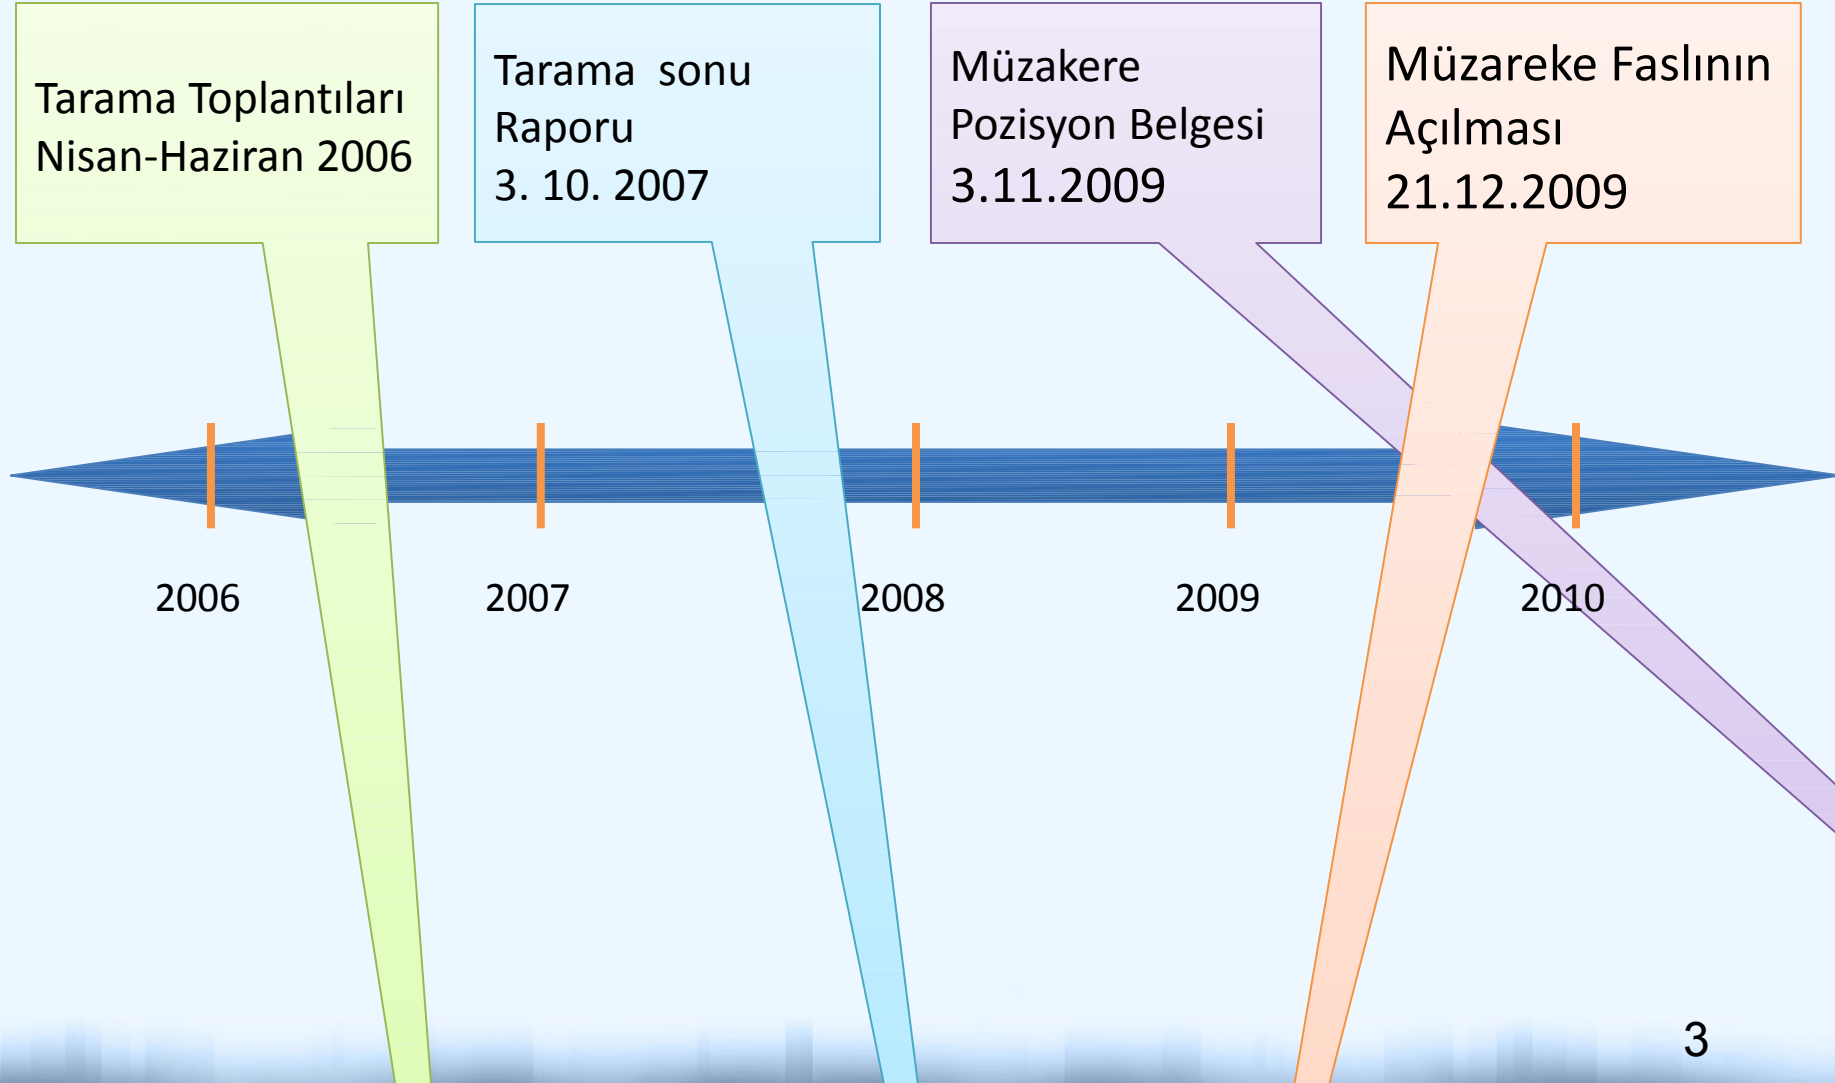 Tarama Toplantıları
Nisan-Haziran 2006
Tarama sonu
Raporu
3. 10. 2007
Müzakere
Pozisyon Belgesi
3.11.2009
Müzareke Faslının
Açılması
21.12.2009
2006
2007
2008
2009
2010
3